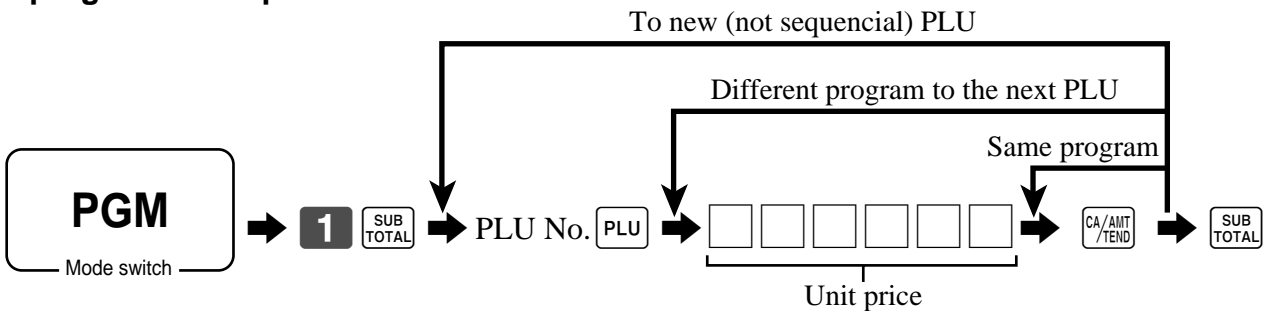 To new (not sequencial) PLU
Different program to the next PLU
Same program
PGM
Mode switch
1 SUB TOTAL PLU No. PLU CA/AMT /TEND SUB TOTAL
Unit price